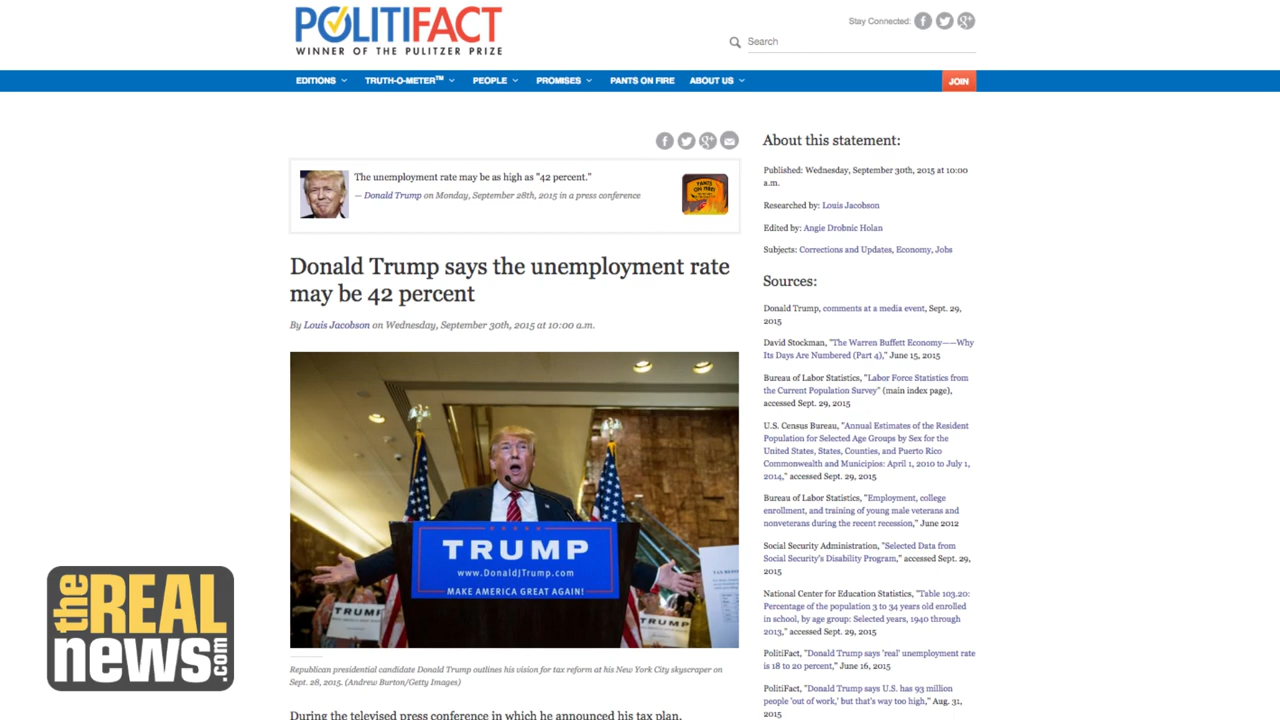 POLITIFACT
WINNER OF THE PULITZER PRIZE
Stay Connected:
Search
EDITIONS TRUTH-O-METER™ PEOPLE PROMISES PANTS ON FIRE ABOUT US JOIN
The unemployment rate may be as high as "42 percent."
— Donald Trump on Monday, September 28th, 2015 in a press conference
PANTS
ON FIRE!
Donald Trump says the unemployment rate
may be 42 percent
By Louis Jacobson on Wednesday, September 30th, 2015 at 10:00 a.m.
TRUMP
www.DonaldJTrump.com
MAKE AMERICA GREAT AGAIN!
TRUMP
TRUMP
Republican presidential candidate Donald Trump outlines his vision for tax reform at his New York City skyscraper on
Sept. 28, 2015. (Andrew Burton/Getty Images)
During the televised press conference in which he announced his tax plan,
About this statement:
Published: Wednesday, September 30th, 2015 at 10:00
a.m.
Researched by: Louis Jacobson
Edited by: Angie Drobnic Holan
Subjects: Corrections and Updates, Economy, Jobs
Sources:
Donald Trump, comments at a media event, Sept. 29,
2015
David Stockman, "The Warren Buffett Economy——Why
Its Days Are Numbered (Part 4)," June 15, 2015
Bureau of Labor Statistics, "Labor Force Statistics from
the Current Population Survey" (main index page),
accessed Sept. 29, 2015
U.S. Census Bureau, "Annual Estimates of the Resident
Population for Selected Age Groups by Sex for the
United States, States, Counties, and Puerto Rico
Commonwealth and Municipios: April 1, 2010 to July 1,
2014," accessed Sept. 29, 2015
Bureau of Labor Statistics, "Employment, college
enrollment, and training of young male veterans and
nonveterans during the recent recession," June 2012
Social Security Administration, "Selected Data from
Social Security's Disability Program," accessed Sept. 29,
2015
National Center for Education Statistics, "Table 103.20:
Percentage of the population 3 to 34 years old enrolled
in school, by age group: Selected years, 1940 through
2013," accessed Sept. 29, 2015
PolitiFact, "Donald Trump says 'real' unemployment rate
is 18 to 20 percent," June 16, 2015
PolitiFact, "Donald Trump says U.S. has 93 million
people 'out of work,' but that's way too high," Aug. 31,
2015
the REAL
news.com